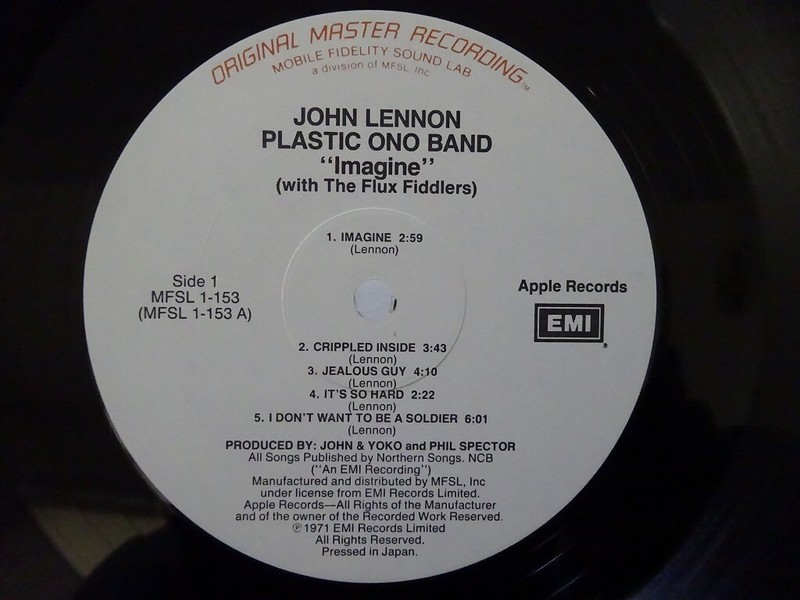 ORIGINAL MASTER RECORDING™
MOBILE FIDELITY SOUND LAB
a division of MFSL, Inc
JOHN LENNON
PLASTIC ONO BAND
"Imagine"
(with The Flux Fiddlers)
1. IMAGINE 2:59
(Lennon)
Side 1
MFSL 1-153
(MFSL 1-153 A)
Apple Records
EMI®
2. CRIPPLED INSIDE 3:43
(Lennon)
3. JEALOUS GUY 4:10
(Lennon)
4. IT'S SO HARD 2:22
(Lennon)
5. I DON'T WANT TO BE A SOLDIER 6:01
(Lennon)
PRODUCED BY: JOHN & YOKO and PHIL SPECTOR
All Songs Published by Northern Songs. NCB
("An EMI Recording")
Manufactured and distributed by MFSL, Inc
under license from EMI Records Limited.
Apple Records—All Rights of the Manufacturer
and of the owner of the Recorded Work Reserved.
℗ 1971 EMI Records Limited
All Rights Reserved.
Pressed in Japan.